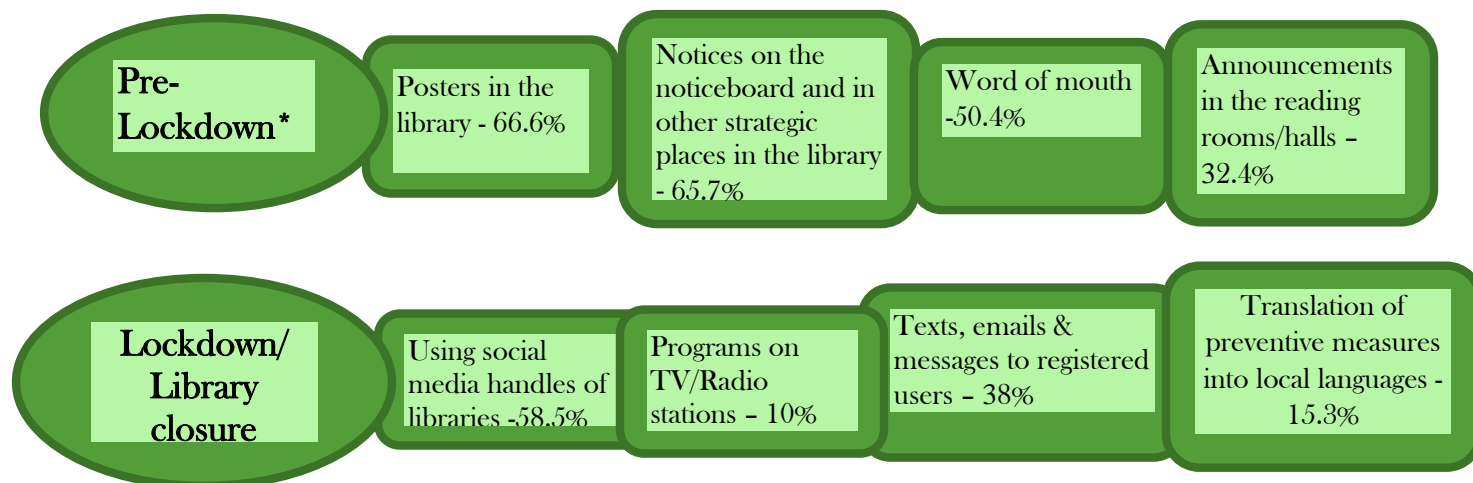 Pre-
Lockdown*
Posters in the
library - 66.6%
Notices on the
noticeboard and in
other strategic
places in the library
- 65.7%
Word of mouth
-50.4%
Announcements
in the reading
rooms/halls –
32.4%
Lockdown/
Library
closure
Using social
media handles of
libraries -58.5%
Programs on
TV/Radio
stations – 10%
Texts, emails &
messages to registered
users – 38%
Translation of
preventive measures
into local languages -
15.3%